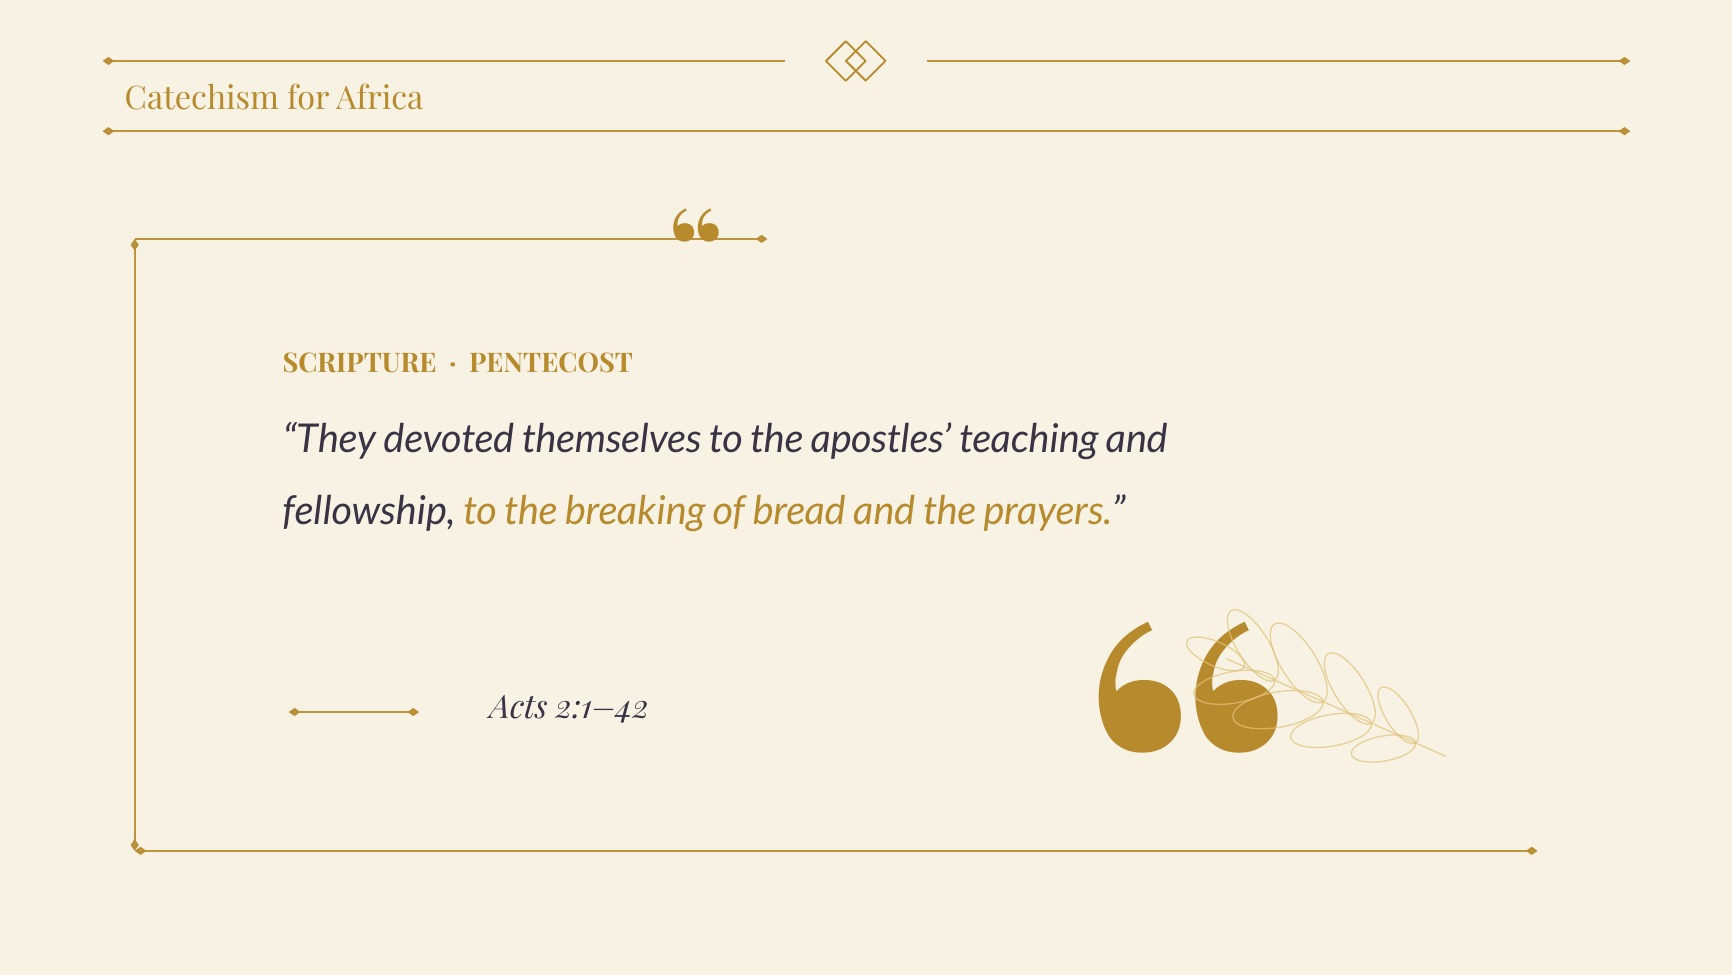 Catechism for Africa
SCRIPTURE · PENTECOST
“They devoted themselves to the apostles’ teaching and
fellowship, to the breaking of bread and the prayers.”
Acts 2:1–42